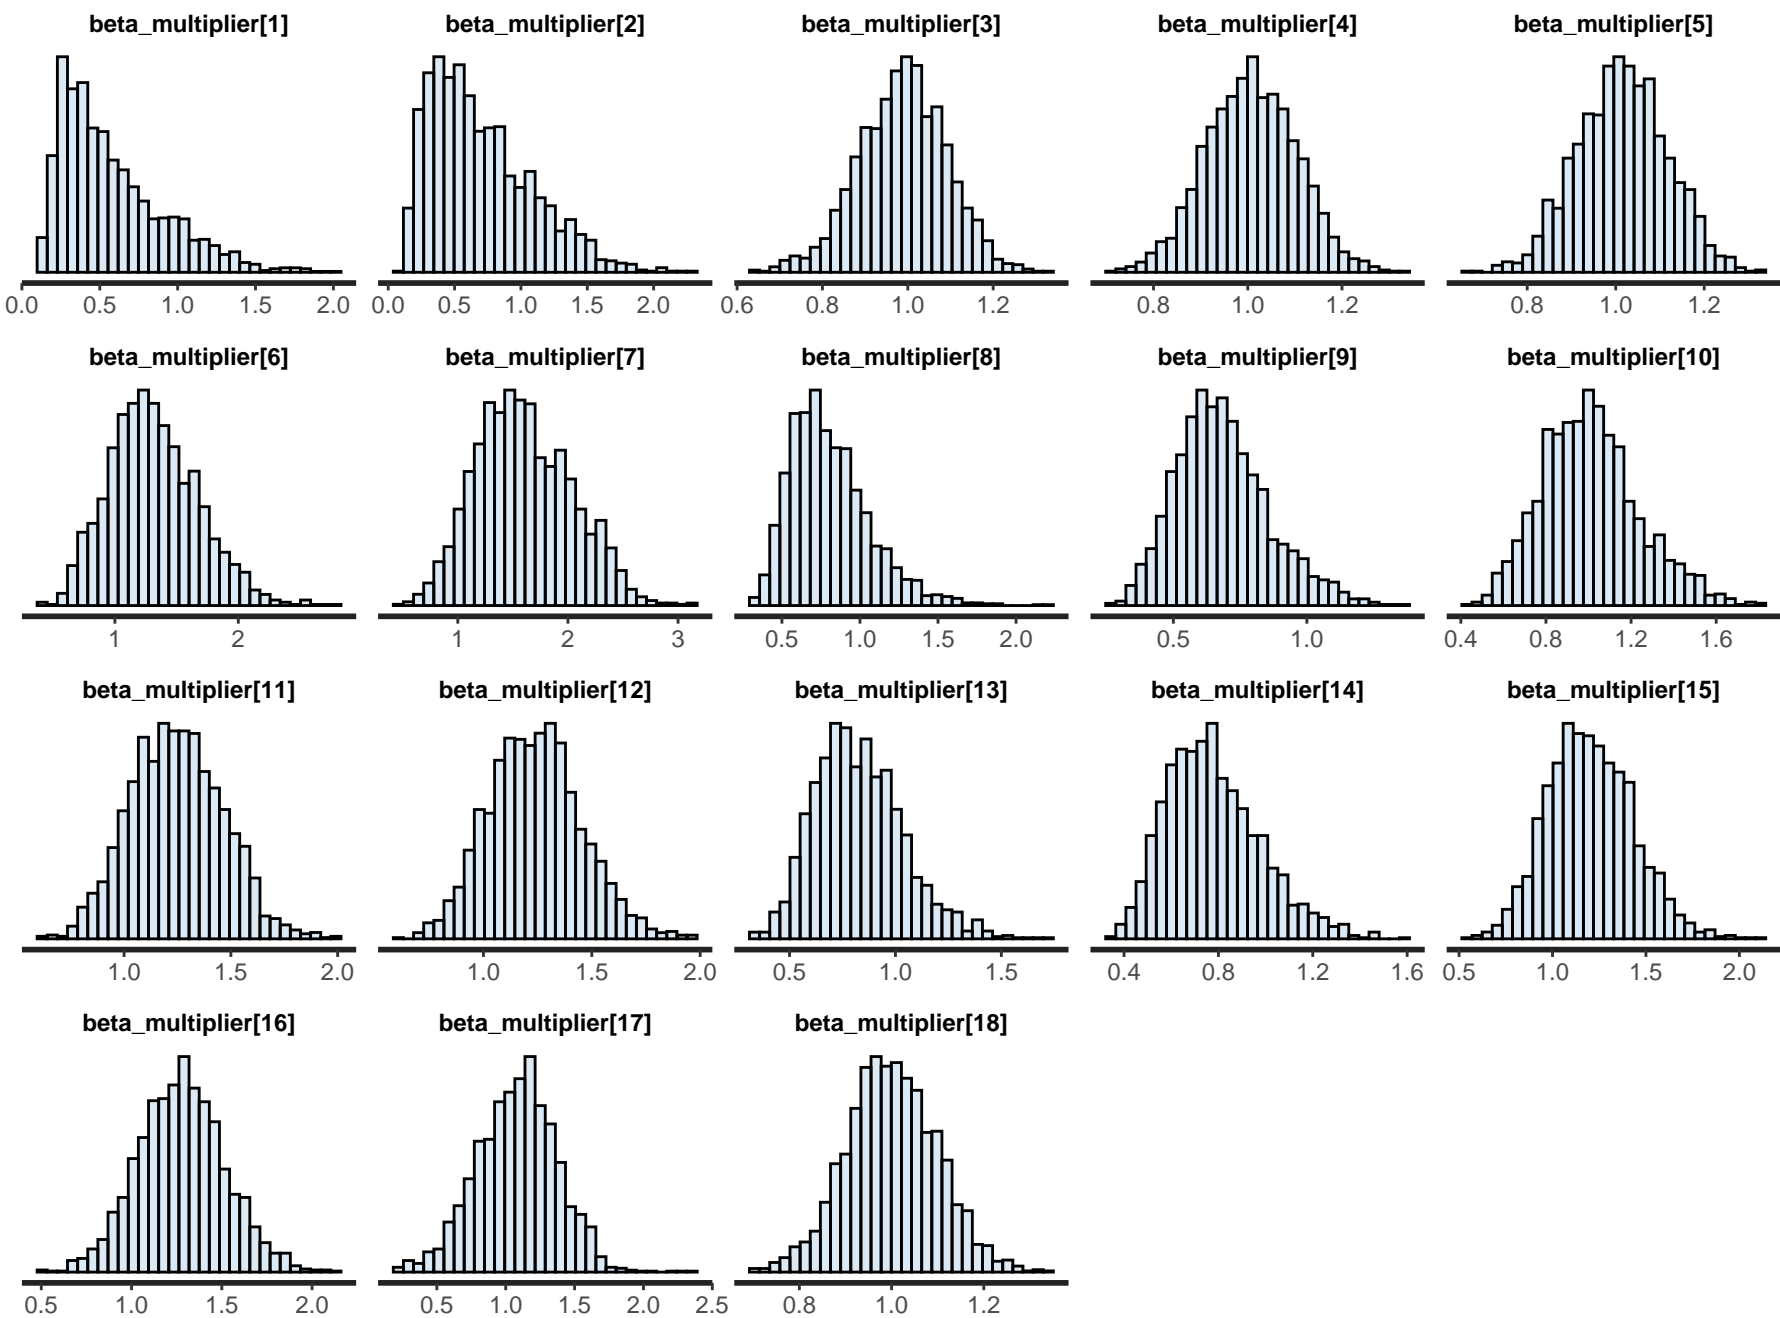 beta_multiplier[1] beta_multiplier[2] beta_multiplier[3] beta_multiplier[4] beta_multiplier[5]
0.0 0.5 1.0 1.5 2.0 0.0 0.5 1.0 1.5 2.0 0.6 0.8 1.0 1.2 0.8 1.0 1.2 0.8 1.0 1.2
beta_multiplier[6] beta_multiplier[7] beta_multiplier[8] beta_multiplier[9] beta_multiplier[10]
1 2 1 2 3 0.5 1.0 1.5 2.0 0.5 1.0 0.4 0.8 1.2 1.6
beta_multiplier[11] beta_multiplier[12] beta_multiplier[13] beta_multiplier[14] beta_multiplier[15]
1.0 1.5 2.0 1.0 1.5 2.0 0.5 1.0 1.5 0.4 0.8 1.2 1.6 0.5 1.0 1.5 2.0
beta_multiplier[16] beta_multiplier[17] beta_multiplier[18]
0.5 1.0 1.5 2.0 0.5 1.0 1.5 2.0 2.5 0.8 1.0 1.2